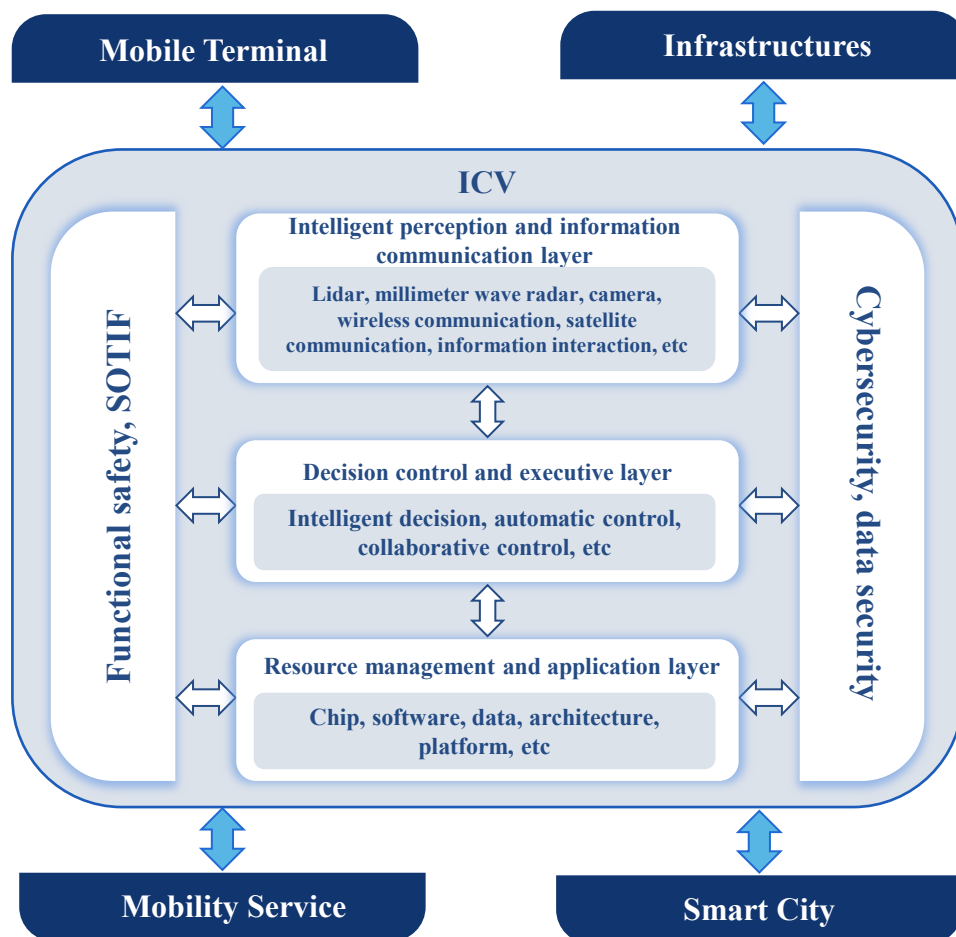 Mobile Terminal
Infrastructures
ICV
Functional safety, SOTIF
Intelligent perception and information
communication layer
Lidar, millimeter wave radar, camera,
wireless communication, satellite
communication, information interaction, etc
Decision control and executive layer
Intelligent decision, automatic control,
collaborative control, etc
Resource management and application layer
Chip, software, data, architecture,
platform, etc
Cybersecurity, data security
Mobility Service
Smart City